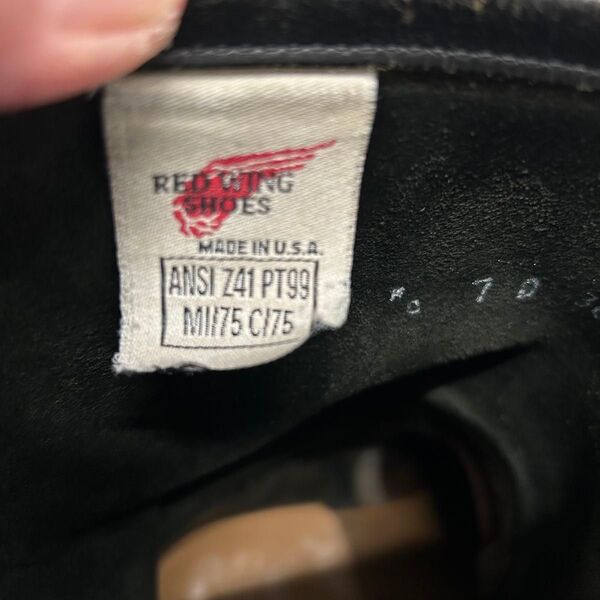 RED WING
SHOES
MADE IN U.S.A.
ANSI Z41 PT99
MI/75 C/75